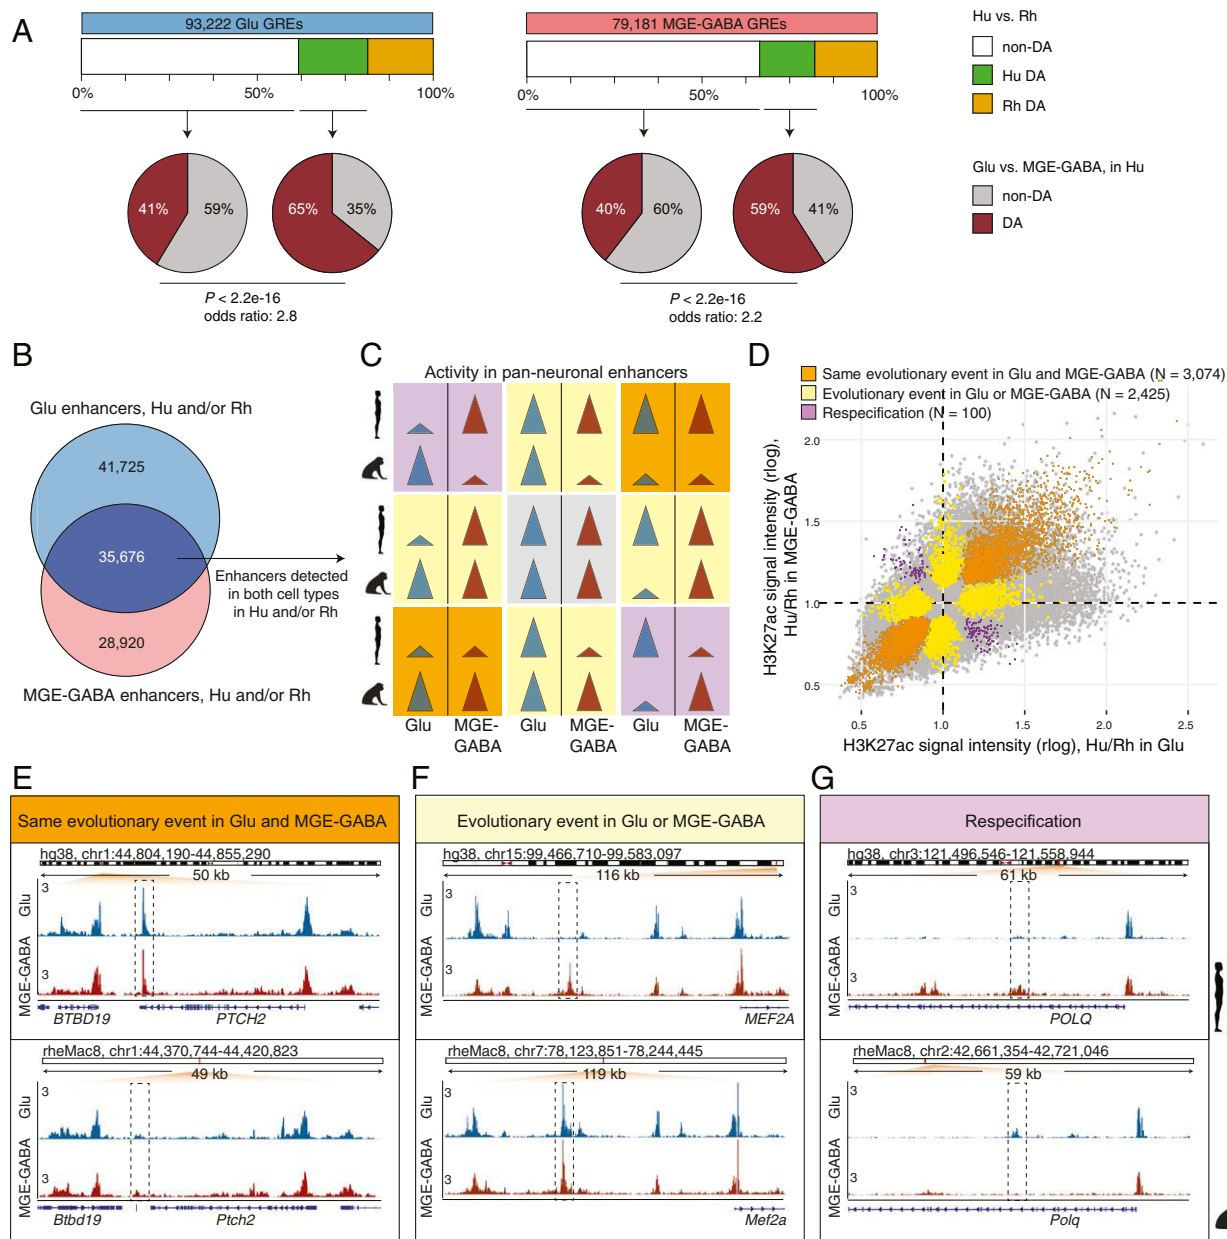 A
93,222 Glu GREs
0%
50%
100%
41%
59%
65%
35%
P < 2.2e-16
odds ratio: 2.8
79,181 MGE-GABA GREs
0%
50%
100%
40%
60%
59%
41%
P < 2.2e-16
odds ratio: 2.2
Hu vs. Rh
non-DA
Hu DA
Rh DA
Glu vs. MGE-GABA, in Hu
non-DA
DA
B
Glu enhancers, Hu and/or Rh
41,725
35,676
28,920
MGE-GABA enhancers, Hu and/or Rh
Enhancers detected
in both cell types
in Hu and/or Rh
C
Activity in pan-neuronal enhancers
Glu
MGE-
GABA
Glu
MGE-
GABA
Glu
MGE-
GABA
D
Same evolutionary event in Glu and MGE-GABA (N = 3,074)
Evolutionary event in Glu or MGE-GABA (N = 2,425)
Respecification (N = 100)
H3K27ac signal intensity (rlog),
Hu/Rh in MGE-GABA
2.0
1.5
1.0
0.5
0.5
1.0
1.5
2.0
2.5
H3K27ac signal intensity (rlog), Hu/Rh in Glu
E
Same evolutionary event in Glu and MGE-GABA
hg38, chr1:44,804,190-44,855,290
50 kb
Glu
3
MGE-GABA
3
BTBD19
PTCH2
rheMac8, chr1:44,370,744-44,420,823
49 kb
Glu
3
MGE-GABA
3
Btbd19
Ptch2
F
Evolutionary event in Glu or MGE-GABA
hg38, chr15:99,466,710-99,583,097
116 kb
Glu
3
MGE-GABA
3
MEF2A
rheMac8, chr7:78,123,851-78,244,445
119 kb
Glu
3
MGE-GABA
3
Mef2a
G
Respecification
hg38, chr3:121,496,546-121,558,944
61 kb
Glu
3
MGE-GABA
3
POLQ
rheMac8, chr2:42,661,354-42,721,046
59 kb
Glu
3
MGE-GABA
3
Polq